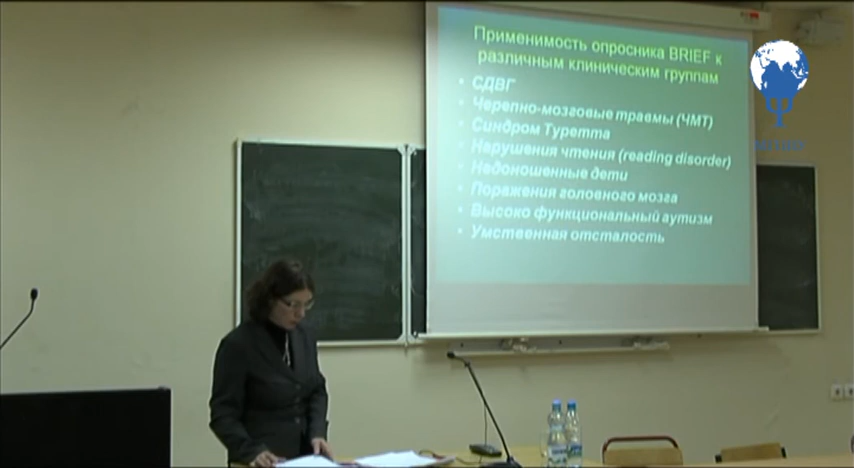 Применимость опросника BRIEF к
различным клиническим группам
• СДВГ
• Черепно-мозговые травмы (ЧМТ)
• Синдром Туретта
• Нарушения чтения (reading disorder)
• Недоношенные дети
• Поражения головного мозга
• Высоко функциональный аутизм
• Умственная отсталость